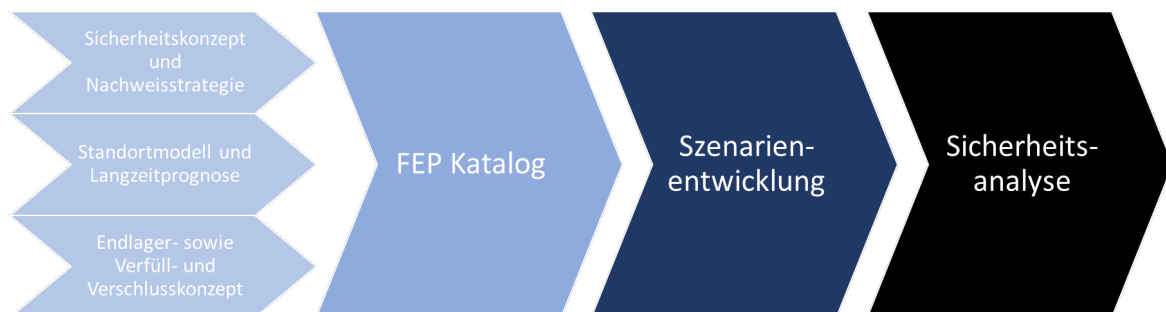 Sicherheitskonzept
und
Nachweisstrategie
Standortmodell und
Langzeitprognose
Endlager- sowie
Verfüll- und
Verschlusskonzept
FEP Katalog
Szenarien-
entwicklung
Sicherheits-
analyse